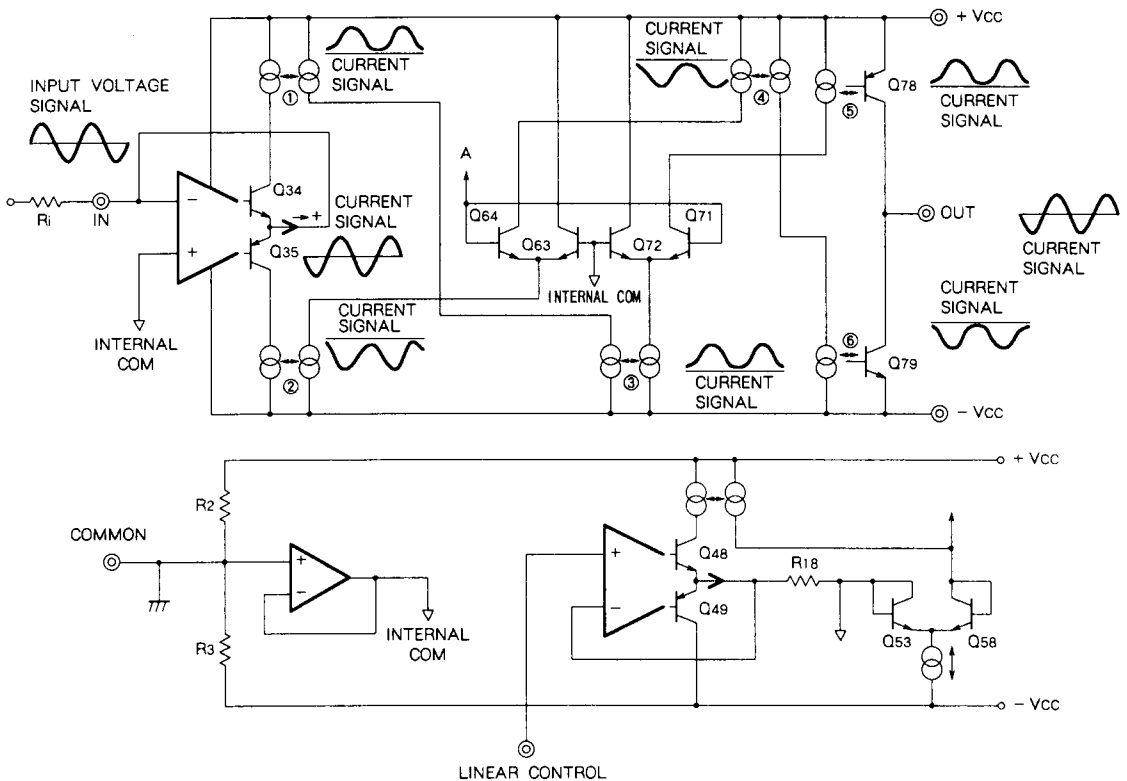 + VCC
CURRENT
SIGNAL
CURRENT
SIGNAL
INPUT VOLTAGE
SIGNAL
①
④
⑤
Q78
CURRENT
SIGNAL
A
Q34
Q64
Q71
Ri
IN
−
+
CURRENT
SIGNAL
OUT
Q63
Q72
Q35
+
INTERNAL COM
CURRENT
SIGNAL
CURRENT
SIGNAL
INTERNAL
COM
CURRENT
SIGNAL
⑥
Q79
②
③
CURRENT
SIGNAL
− VCC
+ VCC
R2
COMMON
+
−
+
−
Q48
R18
Q49
INTERNAL
COM
R3
Q53
Q58
− VCC
LINEAR CONTROL